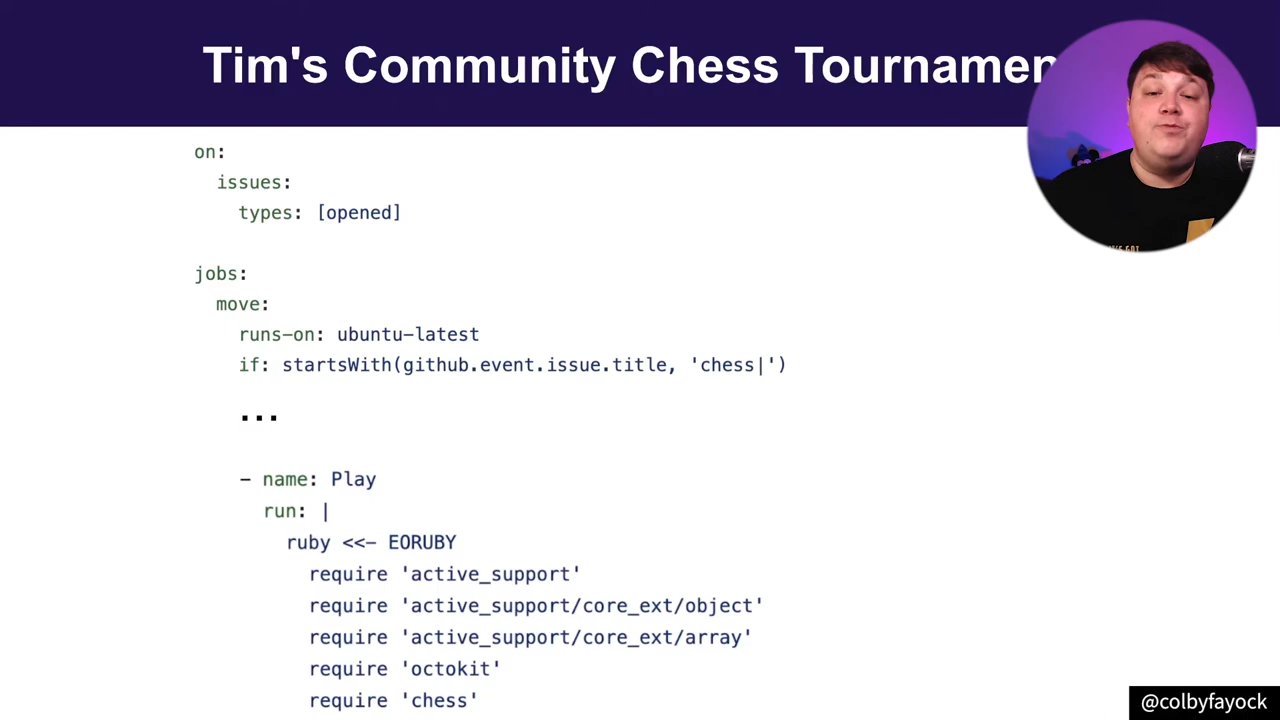 Tim's Community Chess Tournamen
on:
issues:
types: [opened]
jobs:
move:
runs-on: ubuntu-latest
if: startsWith(github.event.issue.title, 'chess|')
...
- name: Play
run: |
ruby <<- EORUBY
require 'active_support'
require 'active_support/core_ext/object'
require 'active_support/core_ext/array'
require 'octokit'
require 'chess'
@colbyfayock